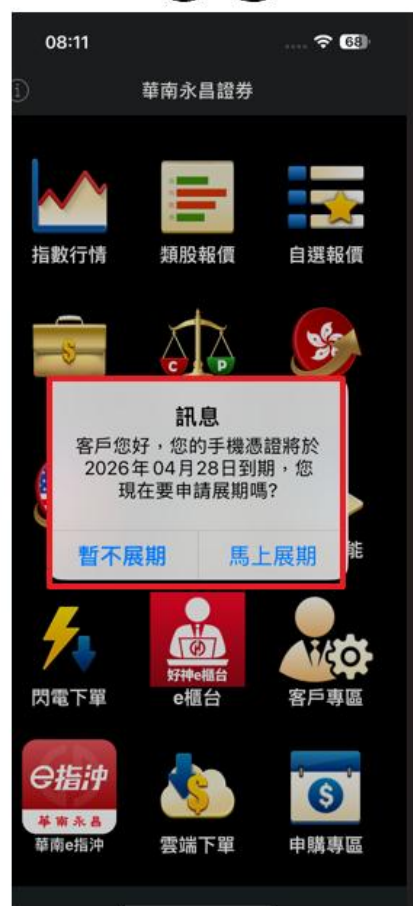 08:11
68
華南永昌證券
指數行情
類股報價
自選報價
C P
訊息
客戶您好，您的手機憑證將於
2026年04月28日到期，您
現在要申請展期嗎?
暫不展期
馬上展期
能
好神e櫃台
閃電下單
e櫃台
客戶專區
e指沖
華南永昌
華南e指沖
雲端下單
申購專區